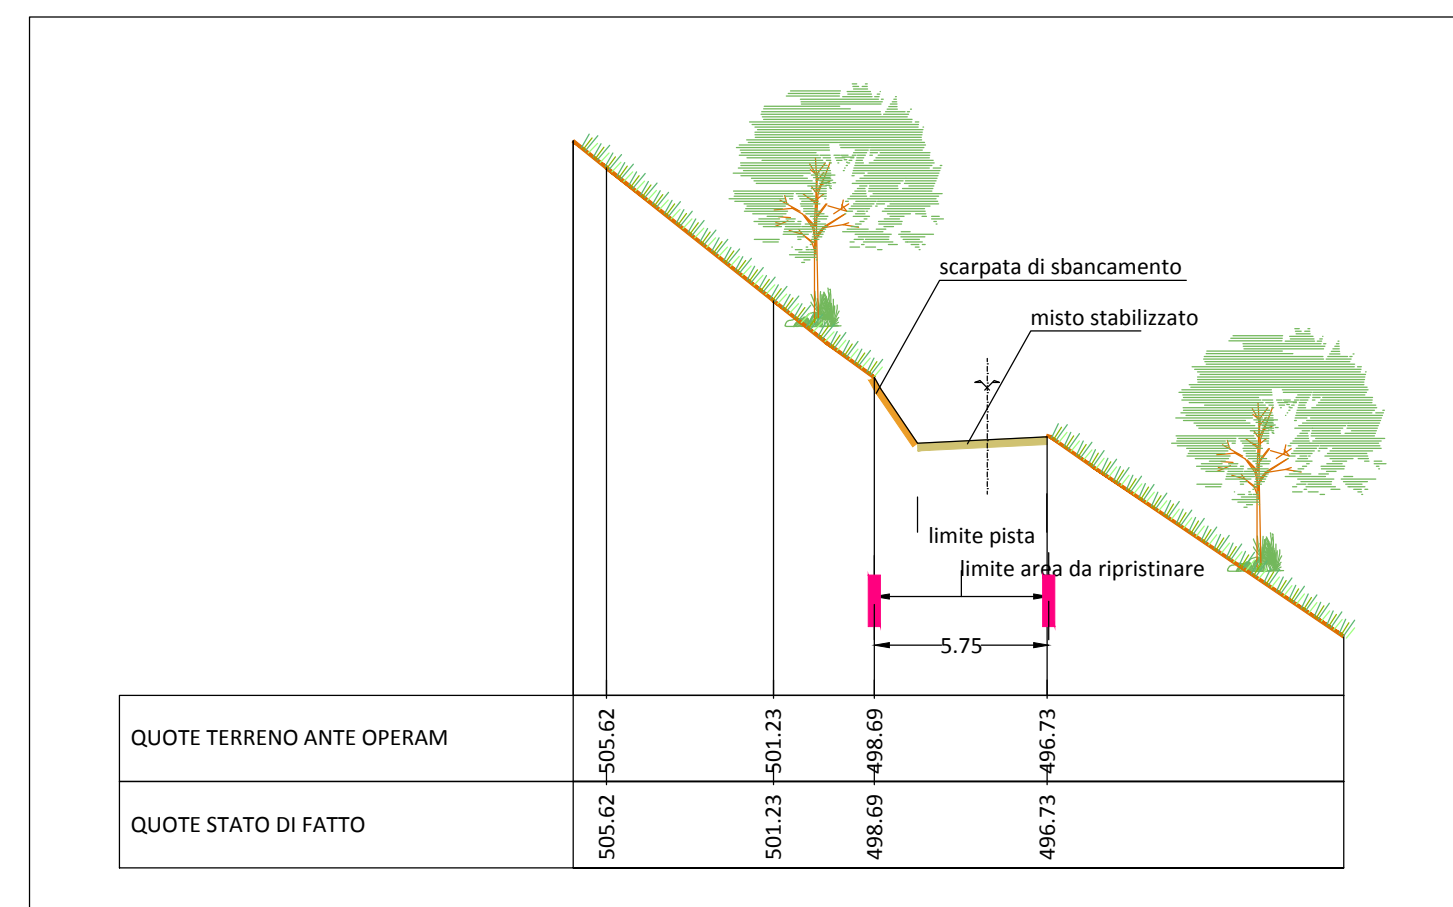 scarpata di sbancamento
misto stabilizzato
limite pista
limite area da ripristinare
5.75
QUOTE TERRENO ANTE OPERAM
505.62
501.23
498.69
496.73
QUOTE STATO DI FATTO
505.62
501.23
498.69
496.73